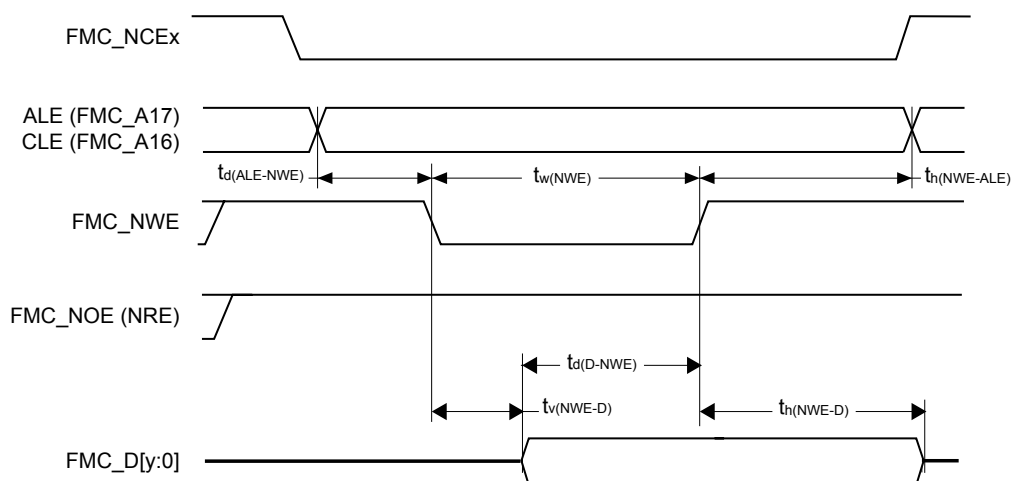 FMC_NCEx
ALE (FMC_A17)
CLE (FMC_A16)
td(ALE-NWE)
tw(NWE)
th(NWE-ALE)
FMC_NWE
FMC_NOE (NRE)
td(D-NWE)
tv(NWE-D)
th(NWE-D)
FMC_D[y:0]